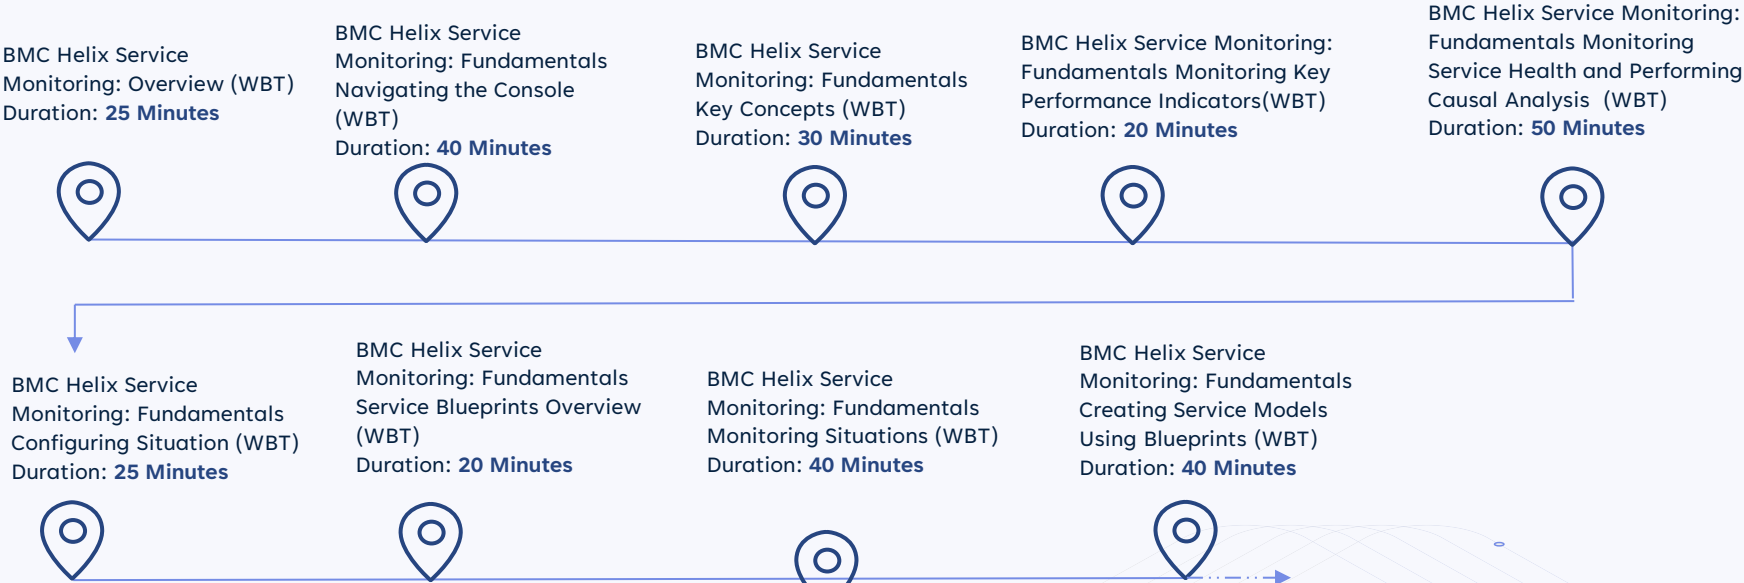 BMC Helix Service
Monitoring: Overview (WBT)
Duration: 25 Minutes
BMC Helix Service
Monitoring: Fundamentals
Navigating the Console
(WBT)
Duration: 40 Minutes
BMC Helix Service
Monitoring: Fundamentals
Key Concepts (WBT)
Duration: 30 Minutes
BMC Helix Service Monitoring:
Fundamentals Monitoring Key
Performance Indicators(WBT)
Duration: 20 Minutes
BMC Helix Service Monitoring:
Fundamentals Monitoring
Service Health and Performing
Causal Analysis  (WBT)
Duration: 50 Minutes
BMC Helix Service
Monitoring: Fundamentals
Configuring Situation (WBT)
Duration: 25 Minutes
BMC Helix Service
Monitoring: Fundamentals
Service Blueprints Overview
(WBT)
Duration: 20 Minutes
BMC Helix Service
Monitoring: Fundamentals
Monitoring Situations (WBT)
Duration: 40 Minutes
BMC Helix Service
Monitoring: Fundamentals
Creating Service Models
Using Blueprints (WBT)
Duration: 40 Minutes